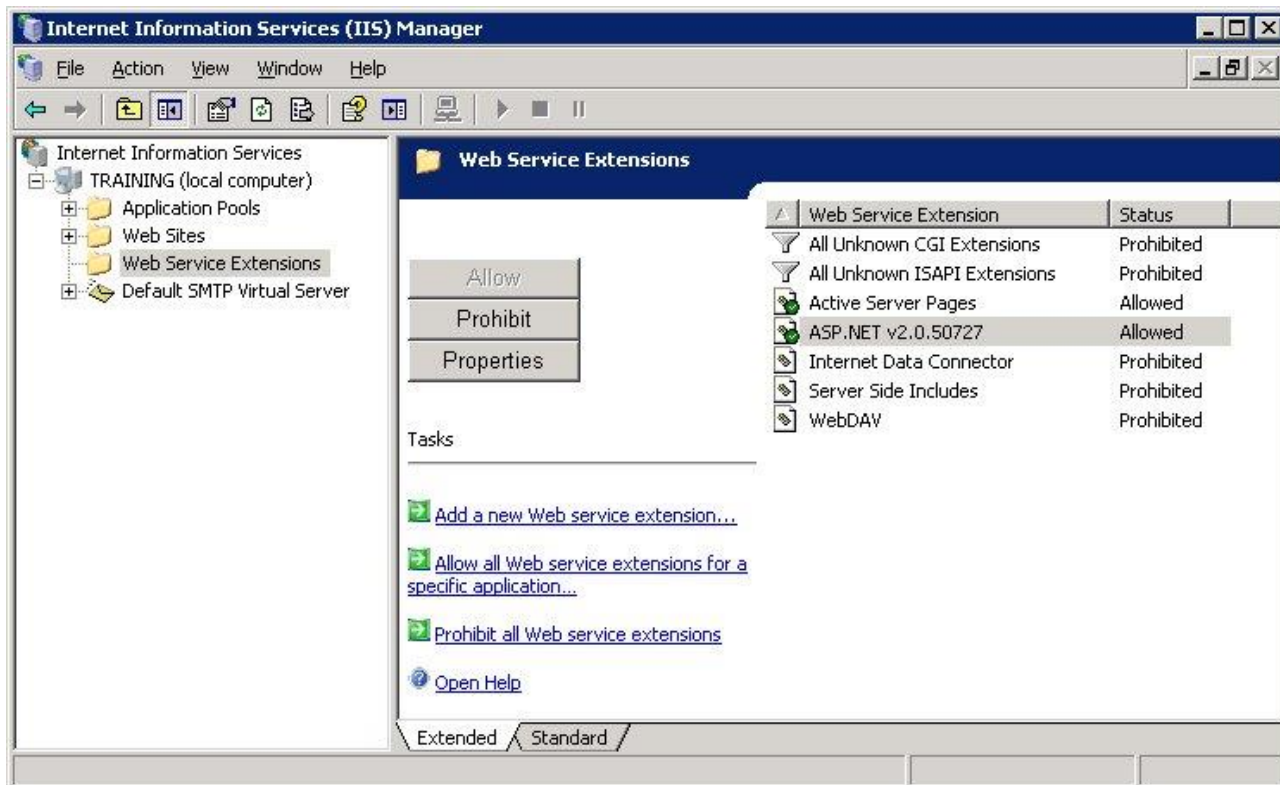 Internet Information Services (IIS) Manager
File Action View Window Help
Internet Information Services
TRAINING (local computer)
Application Pools
Web Sites
Web Service Extensions
Default SMTP Virtual Server
Web Service Extensions
Allow
Prohibit
Properties
Tasks
Add a new Web service extension...
Allow all Web service extensions for a
specific application...
Prohibit all Web service extensions
Open Help
Web Service Extension Status
All Unknown CGI Extensions Prohibited
All Unknown ISAPI Extensions Prohibited
Active Server Pages Allowed
ASP.NET v2.0.50727 Allowed
Internet Data Connector Prohibited
Server Side Includes Prohibited
WebDAV Prohibited
Extended Standard